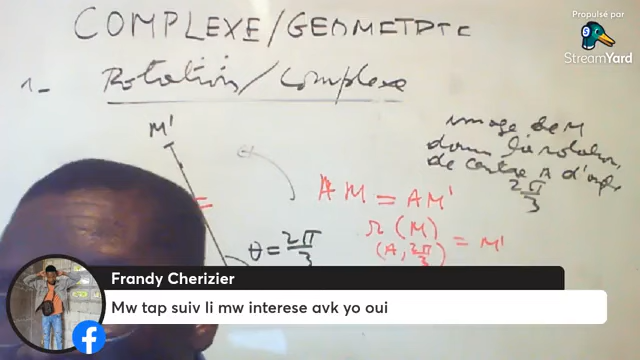 Propulsé par
StreamYard
COMPLEXE/GEOMETRIE
1- Rotation/Complexe
image de M
dans la rotation
de centre A d'angle
2π/3
M'
θ
AM = AM'
r (M) = M'
(A, 2π/3)
θ = 2π/3
Frandy Cherizier
Mw tap suiv li mw interese avk yo oui